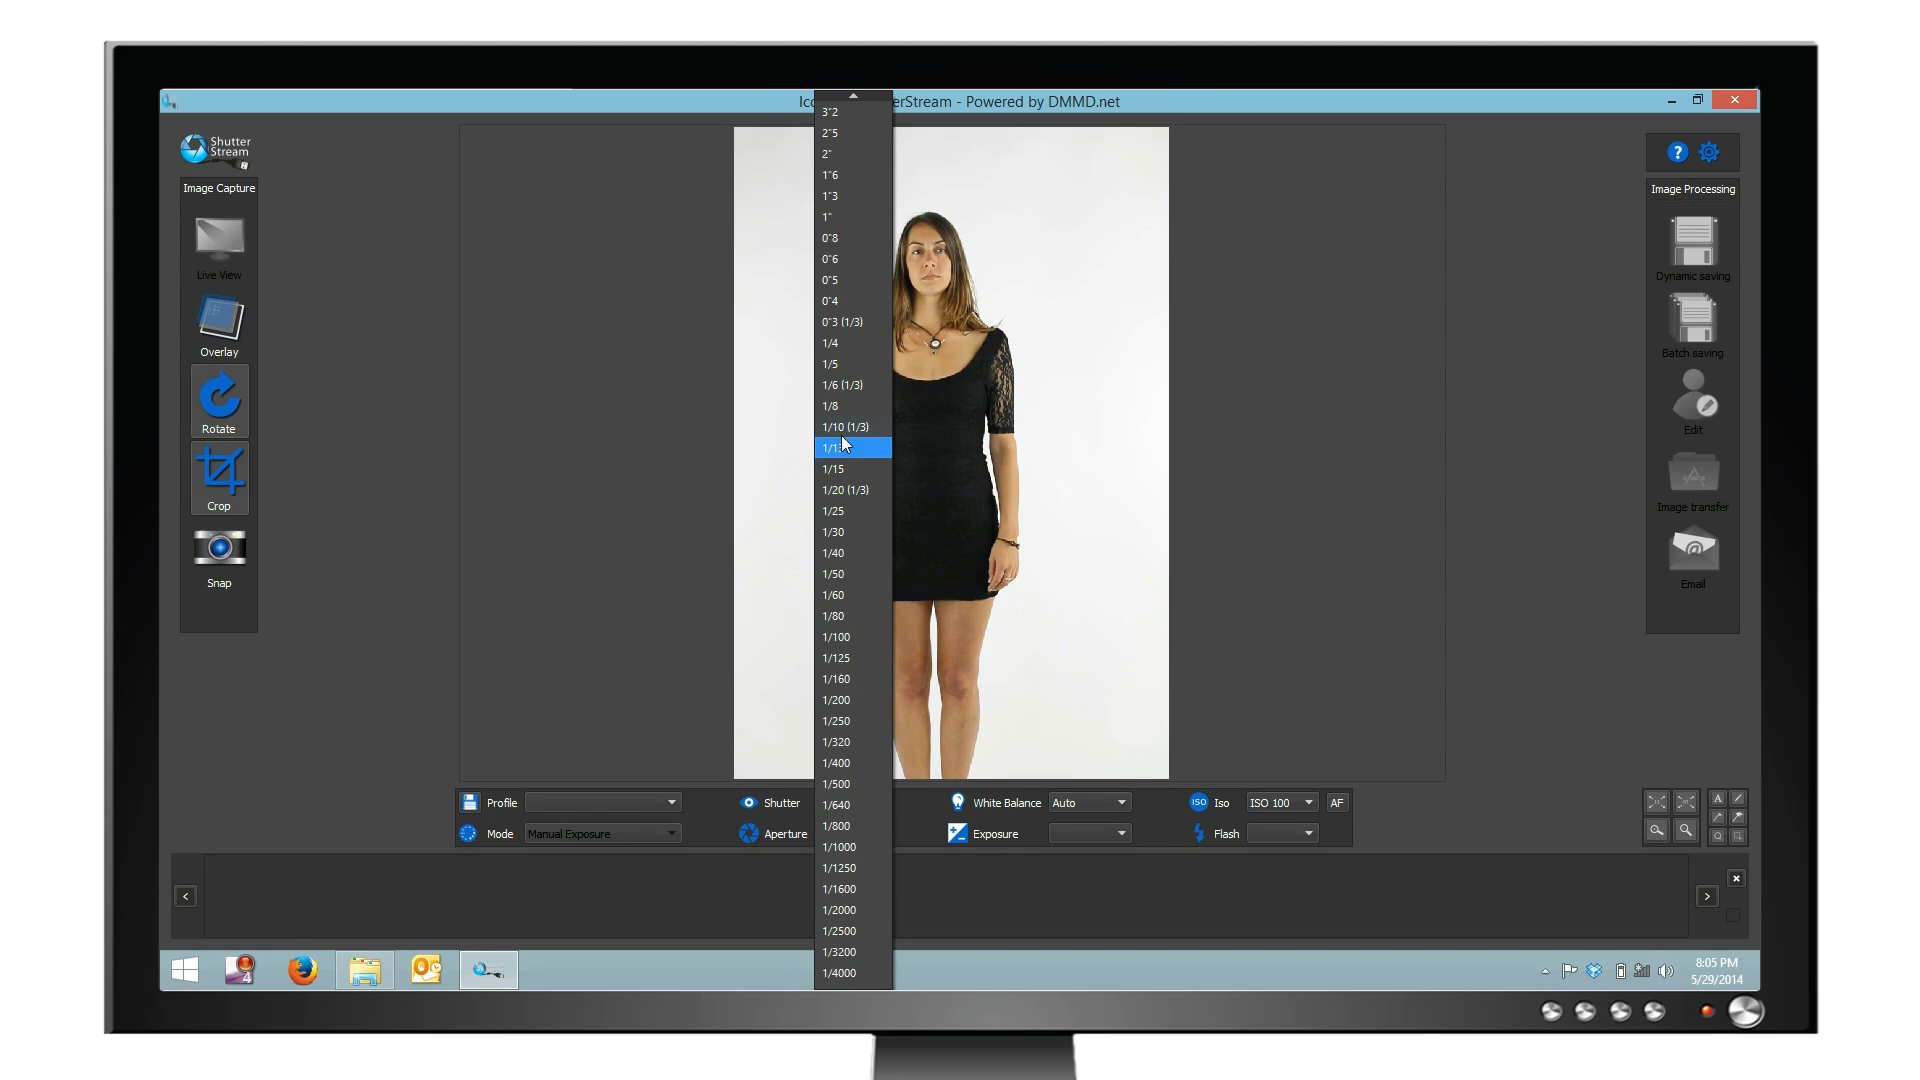 erStream - Powered by DMMD.net
Shutter
Stream
Image Capture
Live View
Overlay
Rotate
Crop
Snap
3"2
2"5
2"
1"6
1"3
1"
0"8
0"6
0"5
0"4
0"3 (1/3)
1/4
1/5
1/6 (1/3)
1/8
1/10 (1/3)
1/15
1/20 (1/3)
1/25
1/30
1/40
1/50
1/60
1/80
1/100
1/125
1/160
1/200
1/250
1/320
1/400
1/500
1/640
1/800
1/1000
1/1250
1/1600
1/2000
1/2500
1/3200
1/4000
?
Image Processing
Dynamic saving
Batch saving
Edit
Image transfer
@
Email
Profile
Mode Manual Exposure
Shutter
Aperture
White Balance Auto
Exposure
ISO Iso ISO 100 AF
Flash
A
<
>
4
8:05 PM
5/29/2014